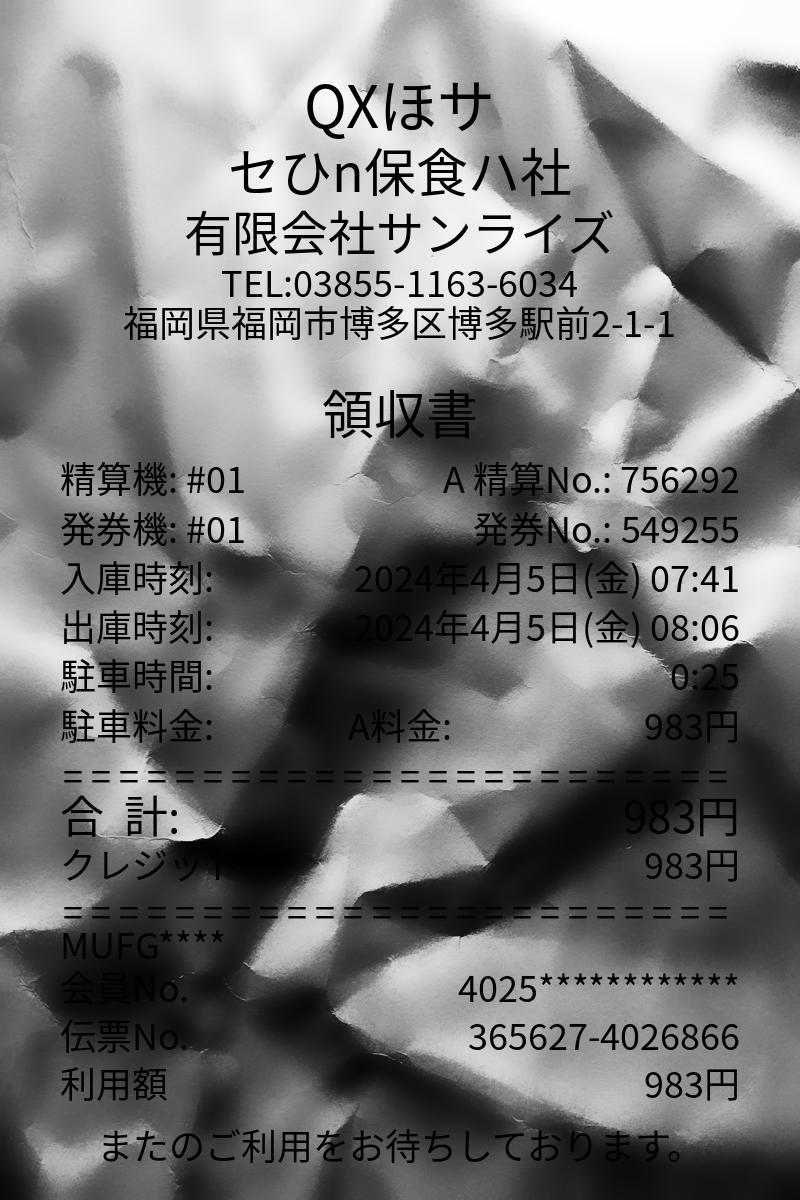 QXほサ
セひn保食ハ社
有限会社サンライズ
TEL:03855-1163-6034
福岡県福岡市博多区博多駅前2-1-1
領収書
精算機: #01 A 精算No.: 756292
発券機: #01 発券No.: 549255
入庫時刻: 2024年4月5日(金) 07:41
出庫時刻: 2024年4月5日(金) 08:06
駐車時間: 0:25
駐車料金: A料金: 983円
========================
合 計: 983円
クレジット 983円
========================
MUFG****
会員No. 4025************
伝票No. 365627-4026866
利用額 983円
またのご利用をお待ちしております。